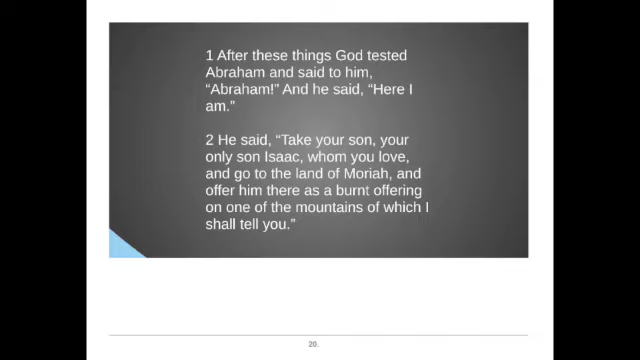 1 After these things God tested
Abraham and said to him,
“Abraham!” And he said, “Here I
am.”
2 He said, “Take your son, your
only son Isaac, whom you love,
and go to the land of Moriah, and
offer him there as a burnt offering
on one of the mountains of which I
shall tell you.”
20.